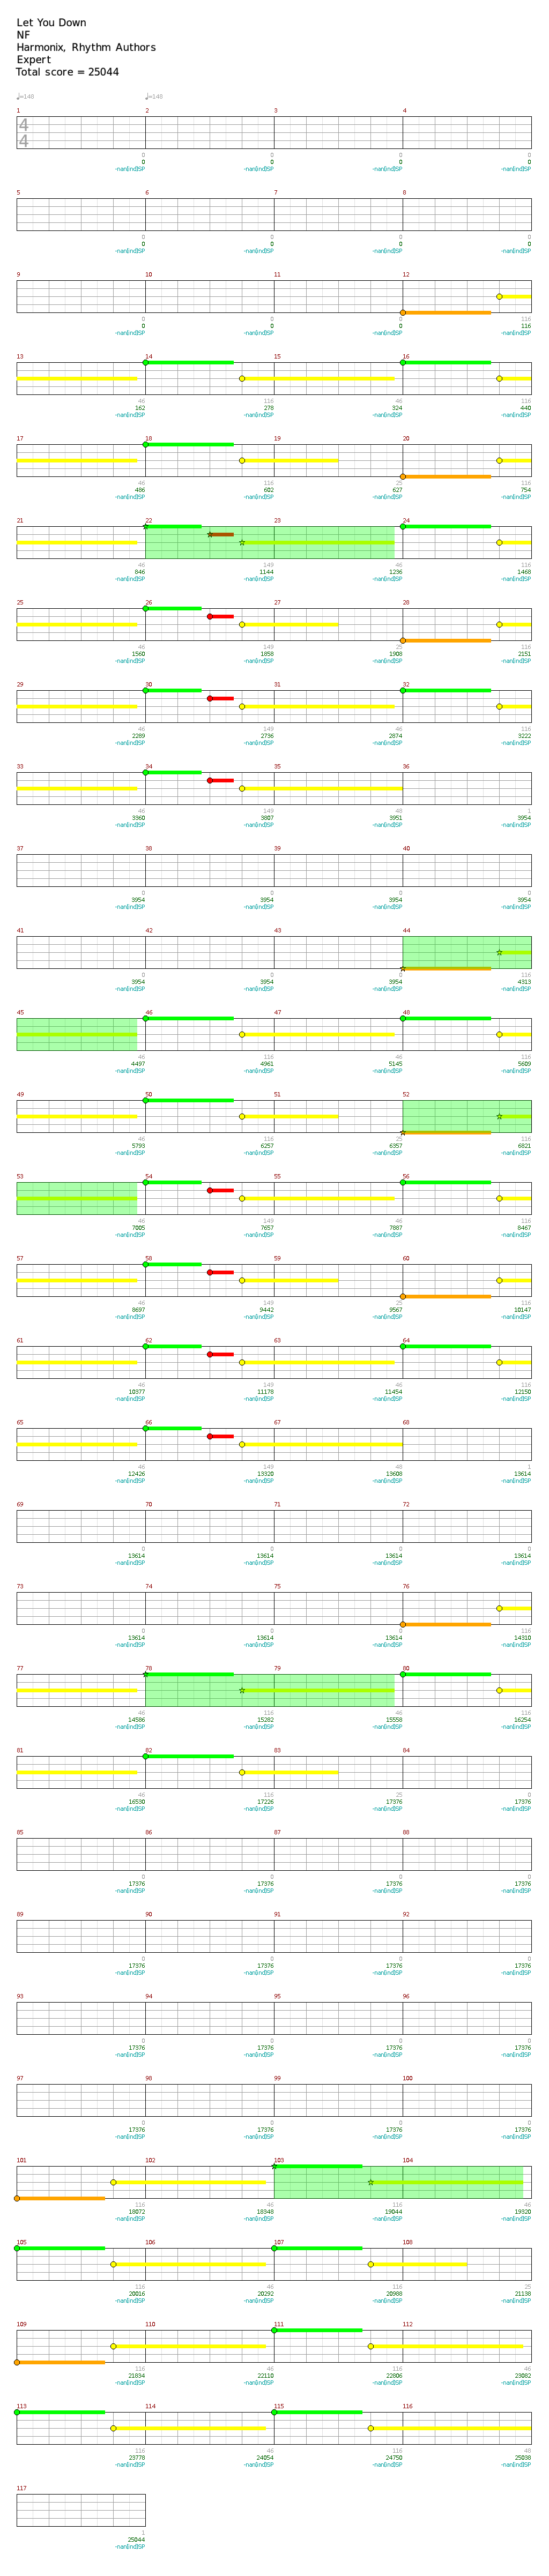 Let You Down
NF
Harmonix, Rhythm Authors
Expert
Total score = 25044
♩=148 ♩=148
1 2 3 4
4
4
0 0 0 0
0 0 0 0
-nan(ind)SP -nan(ind)SP -nan(ind)SP -nan(ind)SP
5 6 7 8
0 0 0 0
0 0 0 0
-nan(ind)SP -nan(ind)SP -nan(ind)SP -nan(ind)SP
9 10 11 12
0 0 0 116
0 0 0 116
-nan(ind)SP -nan(ind)SP -nan(ind)SP -nan(ind)SP
13 14 15 16
46 116 46 116
162 278 324 440
-nan(ind)SP -nan(ind)SP -nan(ind)SP -nan(ind)SP
17 18 19 20
46 116 25 116
486 602 627 754
-nan(ind)SP -nan(ind)SP -nan(ind)SP -nan(ind)SP
21 22 23 24
46 149 46 116
846 1144 1236 1468
-nan(ind)SP -nan(ind)SP -nan(ind)SP -nan(ind)SP
25 26 27 28
46 149 25 116
1560 1858 1908 2151
-nan(ind)SP -nan(ind)SP -nan(ind)SP -nan(ind)SP
29 30 31 32
46 149 46 116
2289 2736 2874 3222
-nan(ind)SP -nan(ind)SP -nan(ind)SP -nan(ind)SP
33 34 35 36
46 149 48 1
3360 3807 3951 3954
-nan(ind)SP -nan(ind)SP -nan(ind)SP -nan(ind)SP
37 38 39 40
0 0 0 0
3954 3954 3954 3954
-nan(ind)SP -nan(ind)SP -nan(ind)SP -nan(ind)SP
41 42 43 44
0 0 0 116
3954 3954 3954 4313
-nan(ind)SP -nan(ind)SP -nan(ind)SP -nan(ind)SP
45 46 47 48
46 116 46 116
4497 4961 5145 5609
-nan(ind)SP -nan(ind)SP -nan(ind)SP -nan(ind)SP
49 50 51 52
46 116 25 116
5793 6257 6357 6821
-nan(ind)SP -nan(ind)SP -nan(ind)SP -nan(ind)SP
53 54 55 56
46 149 46 116
7005 7657 7887 8467
-nan(ind)SP -nan(ind)SP -nan(ind)SP -nan(ind)SP
57 58 59 60
46 149 25 116
8697 9442 9567 10147
-nan(ind)SP -nan(ind)SP -nan(ind)SP -nan(ind)SP
61 62 63 64
46 149 46 116
10377 11178 11454 12150
-nan(ind)SP -nan(ind)SP -nan(ind)SP -nan(ind)SP
65 66 67 68
46 149 48 1
12426 13320 13608 13614
-nan(ind)SP -nan(ind)SP -nan(ind)SP -nan(ind)SP
69 70 71 72
0 0 0 0
13614 13614 13614 13614
-nan(ind)SP -nan(ind)SP -nan(ind)SP -nan(ind)SP
73 74 75 76
0 0 0 116
13614 13614 13614 14310
-nan(ind)SP -nan(ind)SP -nan(ind)SP -nan(ind)SP
77 78 79 80
46 116 46 116
14586 15282 15558 16254
-nan(ind)SP -nan(ind)SP -nan(ind)SP -nan(ind)SP
81 82 83 84
46 116 25 0
16530 17226 17376 17376
-nan(ind)SP -nan(ind)SP -nan(ind)SP -nan(ind)SP
85 86 87 88
0 0 0 0
17376 17376 17376 17376
-nan(ind)SP -nan(ind)SP -nan(ind)SP -nan(ind)SP
89 90 91 92
0 0 0 0
17376 17376 17376 17376
-nan(ind)SP -nan(ind)SP -nan(ind)SP -nan(ind)SP
93 94 95 96
0 0 0 0
17376 17376 17376 17376
-nan(ind)SP -nan(ind)SP -nan(ind)SP -nan(ind)SP
97 98 99 100
0 0 0 0
17376 17376 17376 17376
-nan(ind)SP -nan(ind)SP -nan(ind)SP -nan(ind)SP
101 102 103 104
116 46 116 46
18072 18348 19044 19320
-nan(ind)SP -nan(ind)SP -nan(ind)SP -nan(ind)SP
105 106 107 108
116 46 116 25
20016 20292 20988 21138
-nan(ind)SP -nan(ind)SP -nan(ind)SP -nan(ind)SP
109 110 111 112
116 46 116 46
21834 22110 22806 23082
-nan(ind)SP -nan(ind)SP -nan(ind)SP -nan(ind)SP
113 114 115 116
116 46 116 48
23778 24054 24750 25038
-nan(ind)SP -nan(ind)SP -nan(ind)SP -nan(ind)SP
117
1
25044
-nan(ind)SP